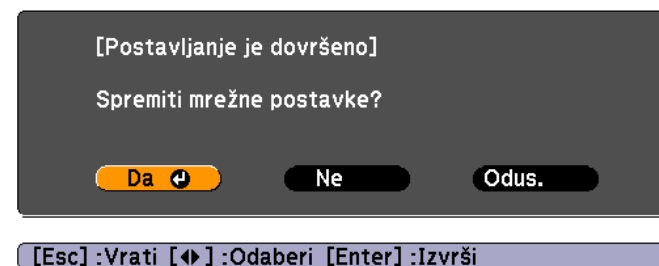 [Postavljanje je dovršeno]
Spremiti mrežne postavke?
Da Ne Odus.
[Esc] :Vrati [◆] :Odaberi [Enter] :Izvrši